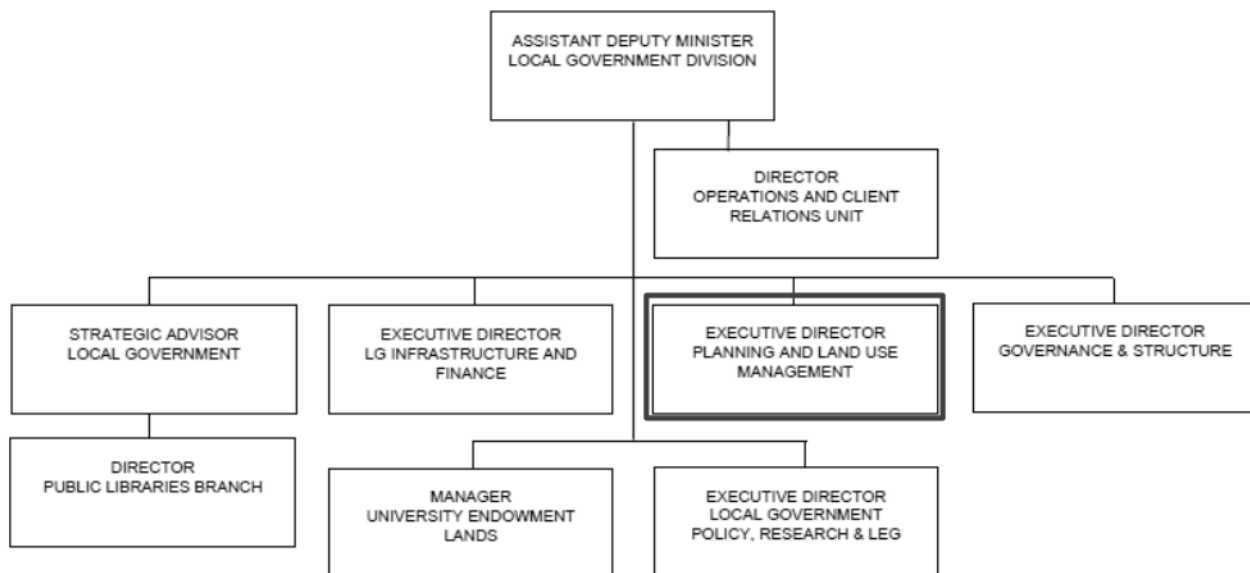 ASSISTANT DEPUTY MINISTER
LOCAL GOVERNMENT DIVISION
DIRECTOR
OPERATIONS AND CLIENT
RELATIONS UNIT
STRATEGIC ADVISOR
LOCAL GOVERNMENT
EXECUTIVE DIRECTOR
LG INFRASTRUCTURE AND
FINANCE
EXECUTIVE DIRECTOR
PLANNING AND LAND USE
MANAGEMENT
EXECUTIVE DIRECTOR
GOVERNANCE & STRUCTURE
DIRECTOR
PUBLIC LIBRARIES BRANCH
MANAGER
UNIVERSITY ENDOWMENT
LANDS
EXECUTIVE DIRECTOR
LOCAL GOVERNMENT
POLICY, RESEARCH & LEG